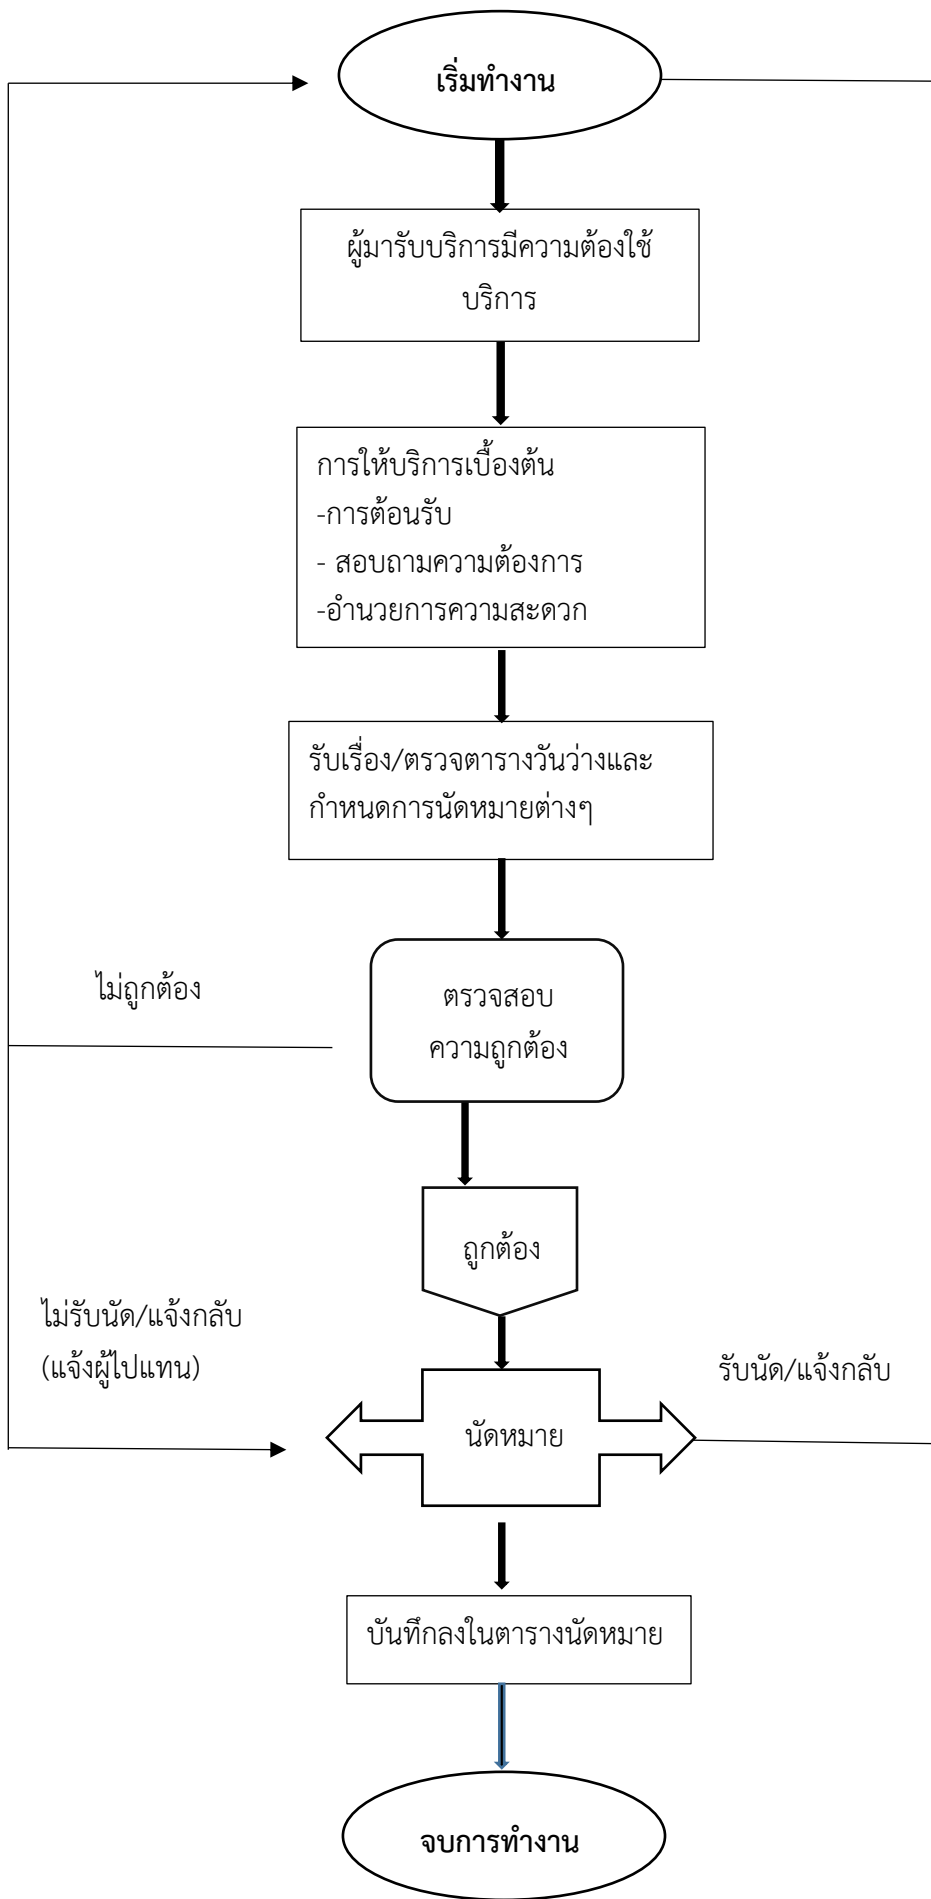 เริ่มทำงาน
ผู้มารับบริการมีความต้องใช้
บริการ
การให้บริการเบื้องต้น
-การต้อนรับ
- สอบถามความต้องการ
-อำนวยการความสะดวก
รับเรื่อง/ตรวจตารางวันว่างและ
กำหนดการนัดหมายต่างๆ
ไม่ถูกต้อง
ตรวจสอบ
ความถูกต้อง
ถูกต้อง
ไม่รับนัด/แจ้งกลับ
(แจ้งผู้ไปแทน)
รับนัด/แจ้งกลับ
นัดหมาย
บันทึกลงในตารางนัดหมาย
จบการทำงาน